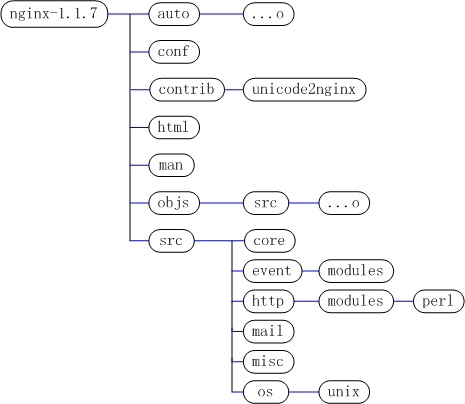 nginx-1.1.7 auto ...o
conf
contrib unicode2nginx
html
man
objs src ...o
src core
event modules
http modules perl
mail
misc
os unix